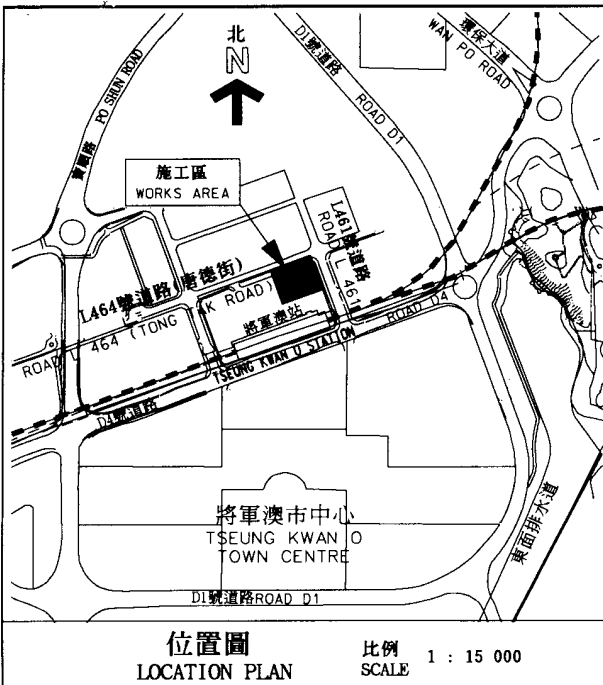 北
N
寶順路 PO SHUN ROAD
D1號道路
ROAD D1
環保大道
WAN PO ROAD
施工區
WORKS AREA
L461號道路
ROAD L 461
L464號道路(唐德街)
ROAD L 464 (TONG TAK ROAD)
將軍澳站
TSEUNG KWAN O STATION
ROAD D4
D4號道路
將軍澳市中心
TSEUNG KWAN O
TOWN CENTRE
東面排水道
D1號道路ROAD D1
位置圖
LOCATION PLAN
比例
SCALE
1 : 15 000